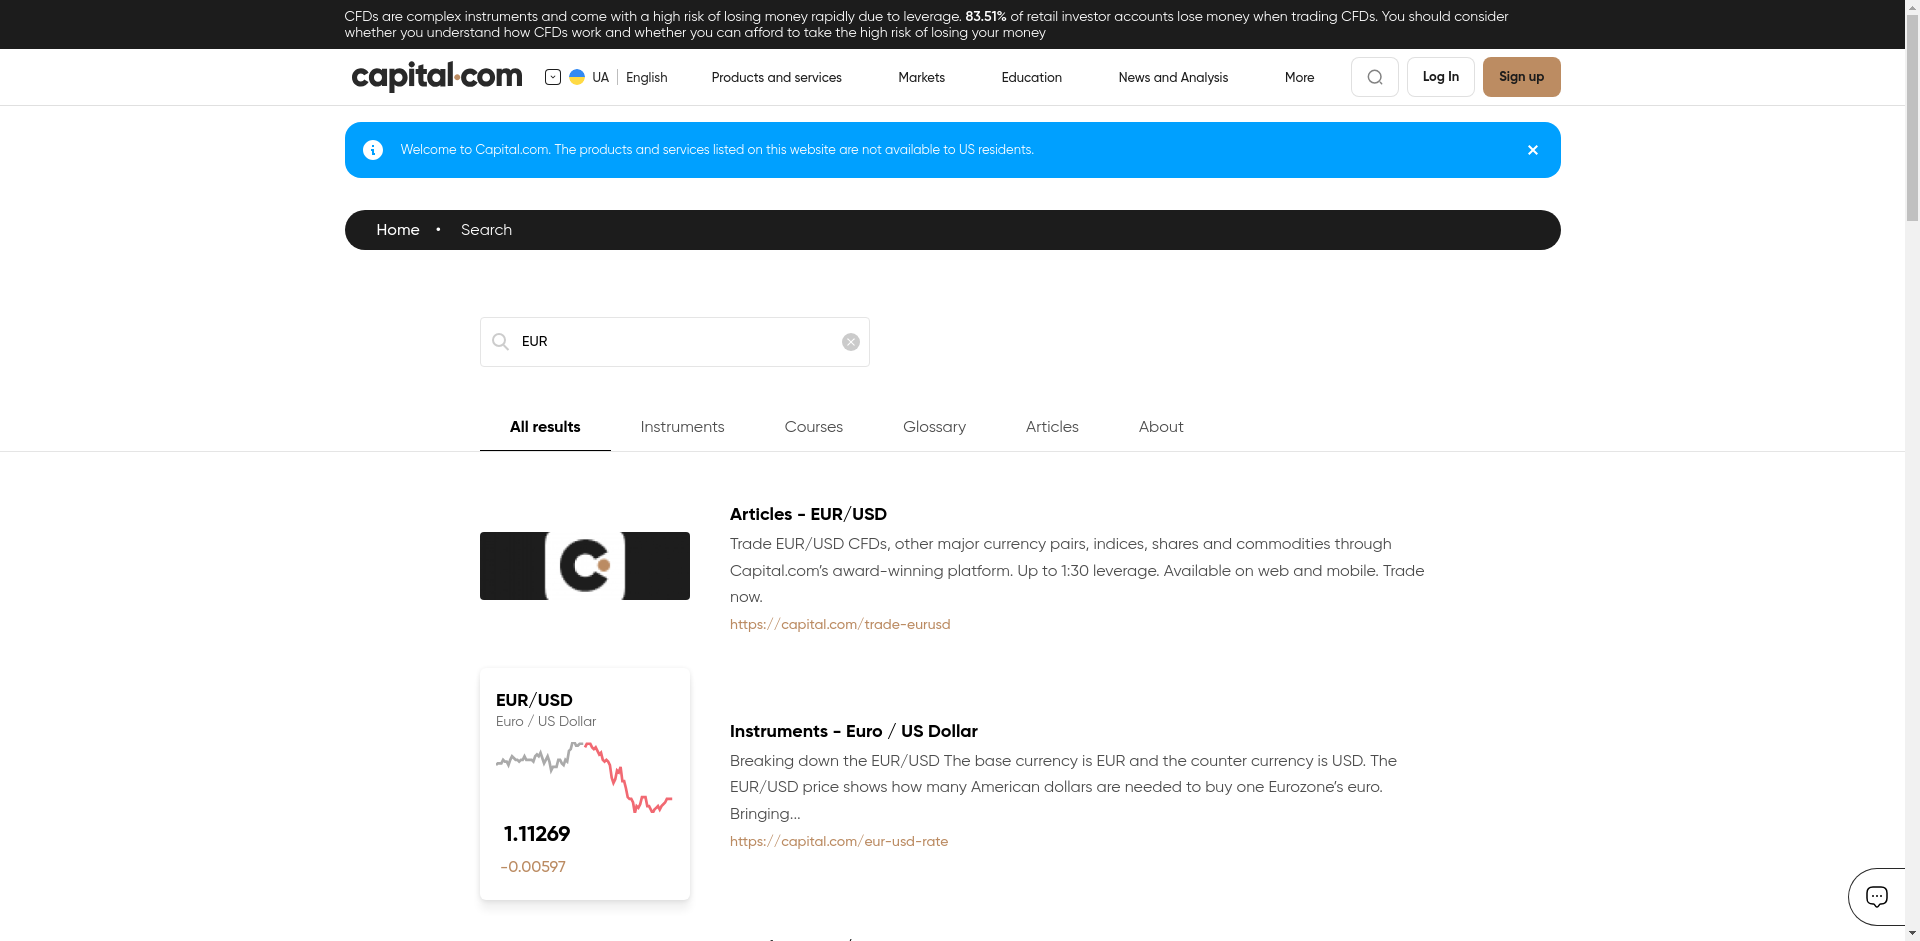 CFDs are complex instruments and come with a high risk of losing money rapidly due to leverage. 83.51% of retail investor accounts lose money when trading CFDs. You should consider
whether you understand how CFDs work and whether you can afford to take the high risk of losing your money
capital.com
UA English
Products and services
Markets
Education
News and Analysis
More
Log In
Sign up
Welcome to Capital.com. The products and services listed on this website are not available to US residents.
Home • Search
EUR
All results
Instruments
Courses
Glossary
Articles
About
Articles - EUR/USD
Trade EUR/USD CFDs, other major currency pairs, indices, shares and commodities through
Capital.com’s award-winning platform. Up to 1:30 leverage. Available on web and mobile. Trade
now.
https://capital.com/trade-eurusd
EUR/USD
Euro / US Dollar
1.11269
-0.00597
Instruments - Euro / US Dollar
Breaking down the EUR/USD The base currency is EUR and the counter currency is USD. The
EUR/USD price shows how many American dollars are needed to buy one Eurozone’s euro.
Bringing...
https://capital.com/eur-usd-rate